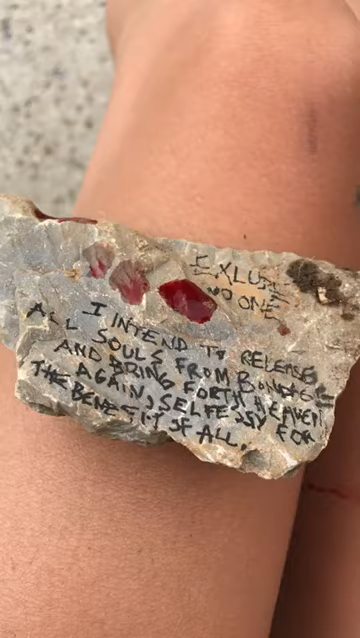 EXLUDE
NO ONE
I INTEND TO RELEASE
ALL SOULS FROM BONDAGE
AND BRING FORTH HEAVEN
AGAIN, SELFLESSLY FOR
THE BENEFIT OF ALL.